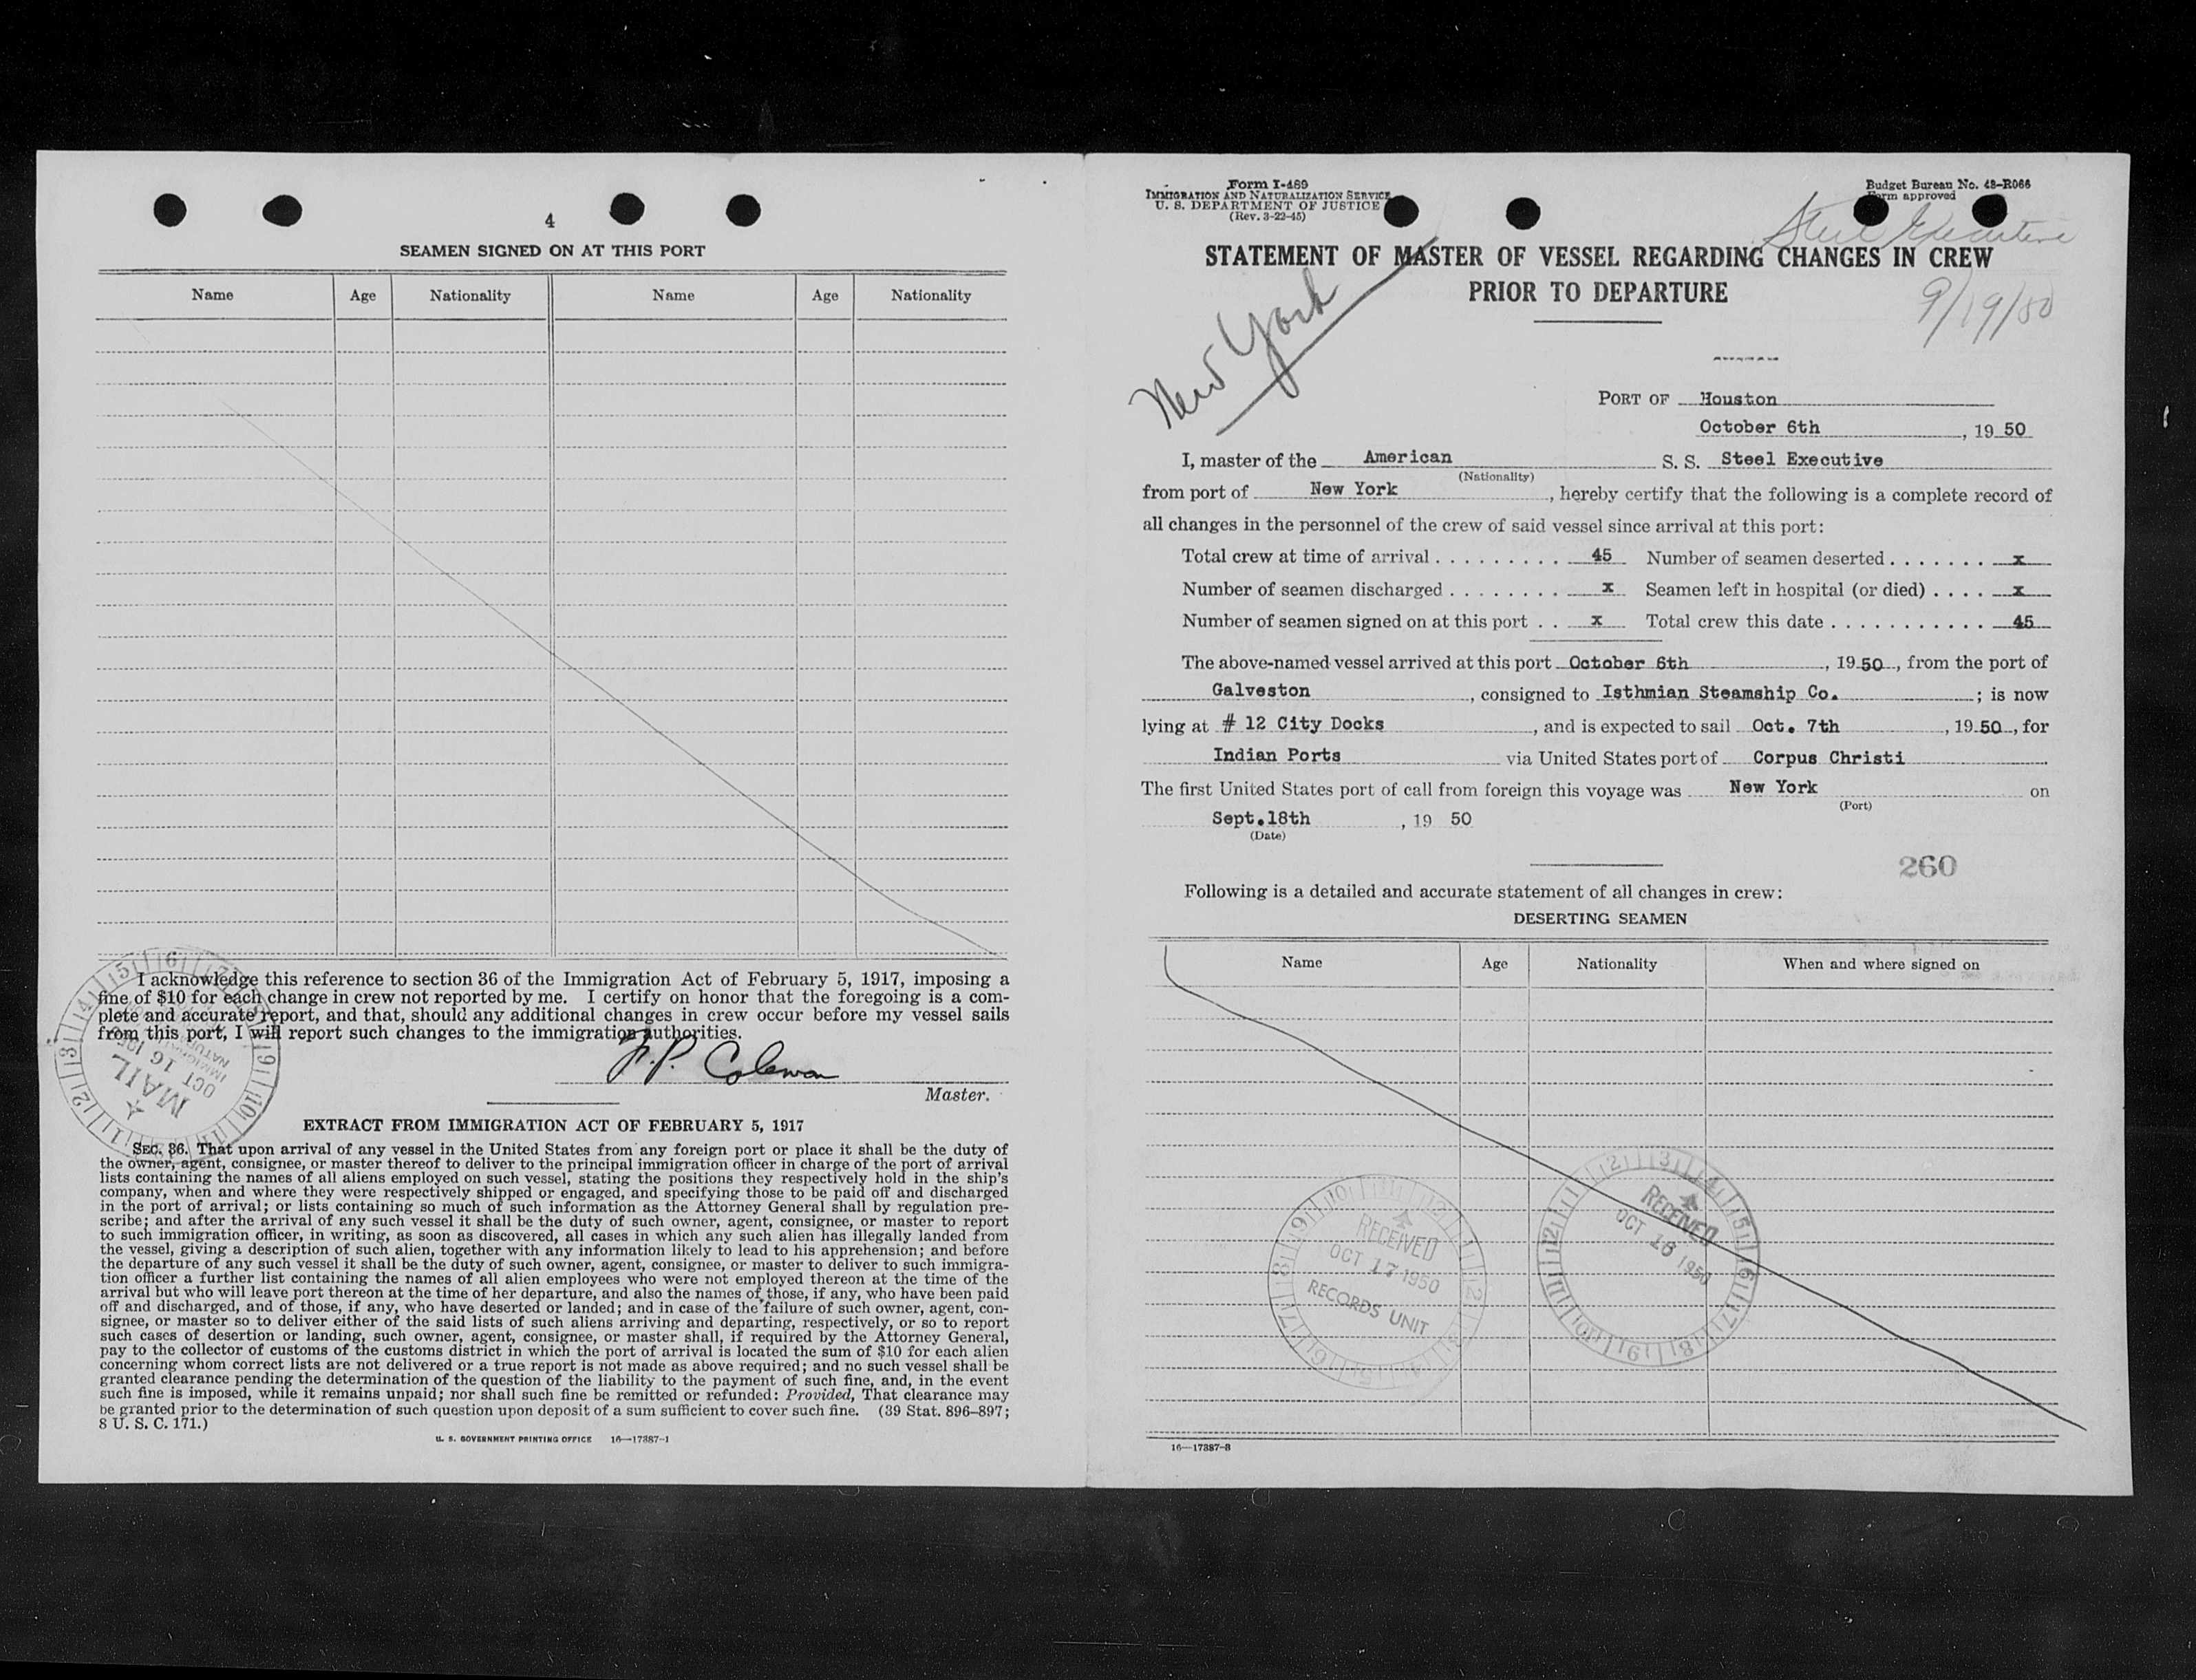 4
SEAMEN SIGNED ON AT THIS PORT
Name Age Nationality Name Age Nationality
I acknowledge this reference to section 36 of the Immigration Act of February 5, 1917, imposing a
fine of $10 for each change in crew not reported by me. I certify on honor that the foregoing is a com-
plete and accurate report, and that, should any additional changes in crew occur before my vessel sails
from this port, I will report such changes to the immigration authorities.
F. P. Coleman
Master.
MAIL
OCT 16 1950
EXTRACT FROM IMMIGRATION ACT OF FEBRUARY 5, 1917
SEC. 36. That upon arrival of any vessel in the United States from any foreign port or place it shall be the duty of
the owner, agent, consignee, or master thereof to deliver to the principal immigration officer in charge of the port of arrival
lists containing the names of all aliens employed on such vessel, stating the positions they respectively hold in the ship's
company, when and where they were respectively shipped or engaged, and specifying those to be paid off and discharged
in the port of arrival; or lists containing so much of such information as the Attorney General shall by regulation pre-
scribe; and after the arrival of any such vessel it shall be the duty of such owner, agent, consignee, or master to report
to such immigration officer, in writing, as soon as discovered, all cases in which any such alien has illegally landed from
the vessel, giving a description of such alien, together with any information likely to lead to his apprehension; and before
the departure of any such vessel it shall be the duty of such owner, agent, consignee, or master to deliver to such immigra-
tion officer a further list containing the names of all alien employees who were not employed thereon at the time of the
arrival but who will leave port thereon at the time of her departure, and also the names of those, if any, who have been paid
off and discharged, and of those, if any, who have deserted or landed; and in case of the failure of such owner, agent, con-
signee, or master so to deliver either of the said lists of such aliens arriving and departing, respectively, or so to report
such cases of desertion or landing, such owner, agent, consignee, or master shall, if required by the Attorney General,
pay to the collector of customs of the customs district in which the port of arrival is located the sum of $10 for each alien
concerning whom correct lists are not delivered or a true report is not made as above required; and no such vessel shall be
granted clearance pending the determination of the question of the liability to the payment of such fine, and, in the event
such fine is imposed, while it remains unpaid; nor shall such fine be remitted or refunded: Provided, That clearance may
be granted prior to the determination of such question upon deposit of a sum sufficient to cover such fine. (39 Stat. 896–897;
8 U. S. C. 171.)
U. S. GOVERNMENT PRINTING OFFICE 16—17387-1
Form I-489
IMMIGRATION AND NATURALIZATION SERVICE
U. S. DEPARTMENT OF JUSTICE
(Rev. 3-22-45)
Budget Bureau No. 43–R066
Form approved
Steel Executive
STATEMENT OF MASTER OF VESSEL REGARDING CHANGES IN CREW
PRIOR TO DEPARTURE
9/19/50
New York
PORT OF Houston
October 6th, 19 50
I, master of the American S. S. Steel Executive
(Nationality)
from port of New York, hereby certify that the following is a complete record of
all changes in the personnel of the crew of said vessel since arrival at this port:
Total crew at time of arrival . . . . . . . . . 45 Number of seamen deserted . . . . . . . x
Number of seamen discharged . . . . . . . . x Seamen left in hospital (or died) . . . . x
Number of seamen signed on at this port . . x Total crew this date . . . . . . . . . . . 45
The above-named vessel arrived at this port October 6th, 19 50, from the port of
Galveston, consigned to Isthmian Steamship Co. ; is now
lying at # 12 City Docks, and is expected to sail Oct. 7th, 19 50, for
Indian Ports via United States port of Corpus Christi
The first United States port of call from foreign this voyage was New York on
(Port)
Sept.18th, 19 50
(Date)
260
Following is a detailed and accurate statement of all changes in crew:
DESERTING SEAMEN
Name Age Nationality When and where signed on
RECEIVED
OCT 17 1950
RECORDS UNIT
RECEIVED
OCT 16 1950
16—17387-3